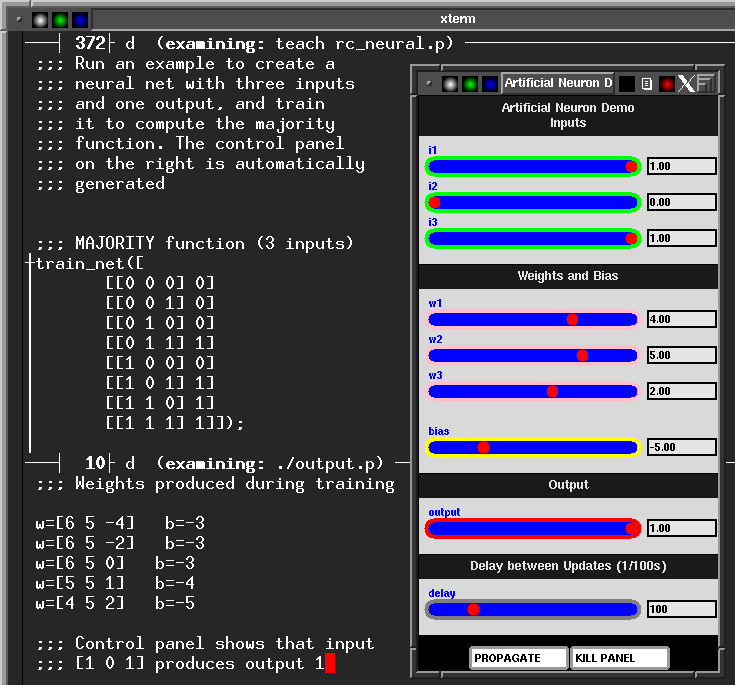 xterm
372 d (examining: teach rc_neural.p)
;;; Run an example to create a
;;; neural net with three inputs
;;; and one output, and train
;;; it to compute the majority
;;; function. The control panel
;;; on the right is automatically
;;; generated
;;; MAJORITY function (3 inputs)
train_net([
[[0 0 0] 0]
[[0 0 1] 0]
[[0 1 0] 0]
[[0 1 1] 1]
[[1 0 0] 0]
[[1 0 1] 1]
[[1 1 0] 1]
[[1 1 1] 1]]);
10 d (examining: ./output.p)
;;; Weights produced during training
w=[6 5 -4] b=-3
w=[6 5 -2] b=-3
w=[6 5 0] b=-3
w=[5 5 1] b=-4
w=[4 5 2] b=-5
;;; Control panel shows that input
;;; [1 0 1] produces output 1
Artificial Neuron D
Artificial Neuron Demo
Inputs
i1
1.00
i2
0.00
i3
1.00
Weights and Bias
w1
4.00
w2
5.00
w3
2.00
bias
-5.00
Output
output
1.00
Delay between Updates (1/100s)
delay
100
PROPAGATE KILL PANEL